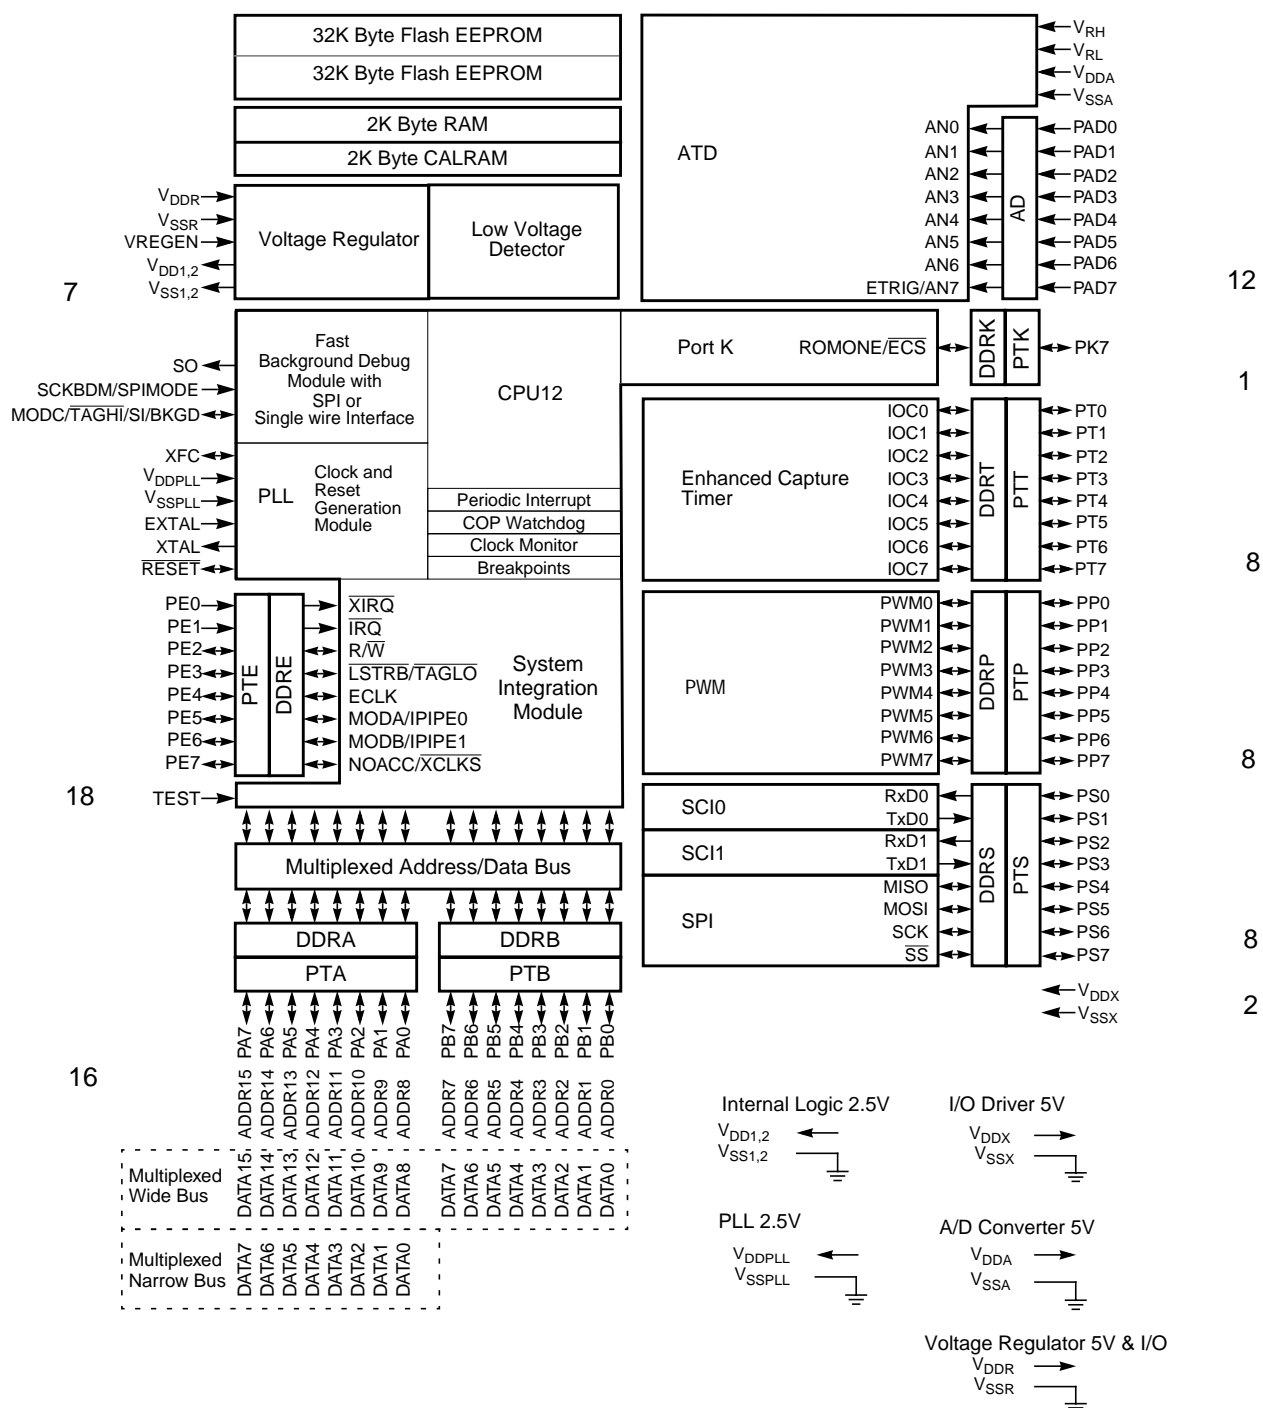 32K Byte Flash EEPROM
32K Byte Flash EEPROM
2K Byte RAM
2K Byte CALRAM
VDDR
VSSR
VREGEN
VDD1,2
VSS1,2
Voltage Regulator
Low Voltage
Detector
7
ATD
VRH
VRL
VDDA
VSSA
AN0
AN1
AN2
AN3
AN4
AN5
AN6
ETRIG/AN7
AD
PAD0
PAD1
PAD2
PAD3
PAD4
PAD5
PAD6
PAD7
12
SO
SCKBDM/SPIMODE
MODC/TAGHI/SI/BKGD
Fast
Background Debug
Module with
SPI or
Single wire Interface
CPU12
Port K
ROMONE/ECS
DDRK
PTK
PK7
1
XFC
VDDPLL
VSSPLL
EXTAL
XTAL
RESET
PLL
Clock and
Reset
Generation
Module
Periodic Interrupt
COP Watchdog
Clock Monitor
Breakpoints
Enhanced Capture
Timer
IOC0
IOC1
IOC2
IOC3
IOC4
IOC5
IOC6
IOC7
DDRT
PTT
PT0
PT1
PT2
PT3
PT4
PT5
PT6
PT7
8
PE0
PE1
PE2
PE3
PE4
PE5
PE6
PE7
TEST
18
PTE
DDRE
XIRQ
IRQ
R/W
LSTRB/TAGLO
ECLK
MODA/IPIPE0
MODB/IPIPE1
NOACC/XCLKS
System
Integration
Module
PWM
PWM0
PWM1
PWM2
PWM3
PWM4
PWM5
PWM6
PWM7
DDRP
PTP
PP0
PP1
PP2
PP3
PP4
PP5
PP6
PP7
8
SCI0
SCI1
SPI
RxD0
TxD0
RxD1
TxD1
MISO
MOSI
SCK
SS
DDRS
PTS
PS0
PS1
PS2
PS3
PS4
PS5
PS6
PS7
8
VDDX
VSSX
2
Multiplexed Address/Data Bus
DDRA
DDRB
PTA
PTB
PA7
PA6
PA5
PA4
PA3
PA2
PA1
PA0
PB7
PB6
PB5
PB4
PB3
PB2
PB1
PB0
16
ADDR15
ADDR14
ADDR13
ADDR12
ADDR11
ADDR10
ADDR9
ADDR8
ADDR7
ADDR6
ADDR5
ADDR4
ADDR3
ADDR2
ADDR1
ADDR0
Multiplexed
Wide Bus
DATA15
DATA14
DATA13
DATA12
DATA11
DATA10
DATA9
DATA8
DATA7
DATA6
DATA5
DATA4
DATA3
DATA2
DATA1
DATA0
Multiplexed
Narrow Bus
DATA7
DATA6
DATA5
DATA4
DATA3
DATA2
DATA1
DATA0
Internal Logic 2.5V
VDD1,2
VSS1,2
I/O Driver 5V
VDDX
VSSX
PLL 2.5V
VDDPLL
VSSPLL
A/D Converter 5V
VDDA
VSSA
Voltage Regulator 5V & I/O
VDDR
VSSR